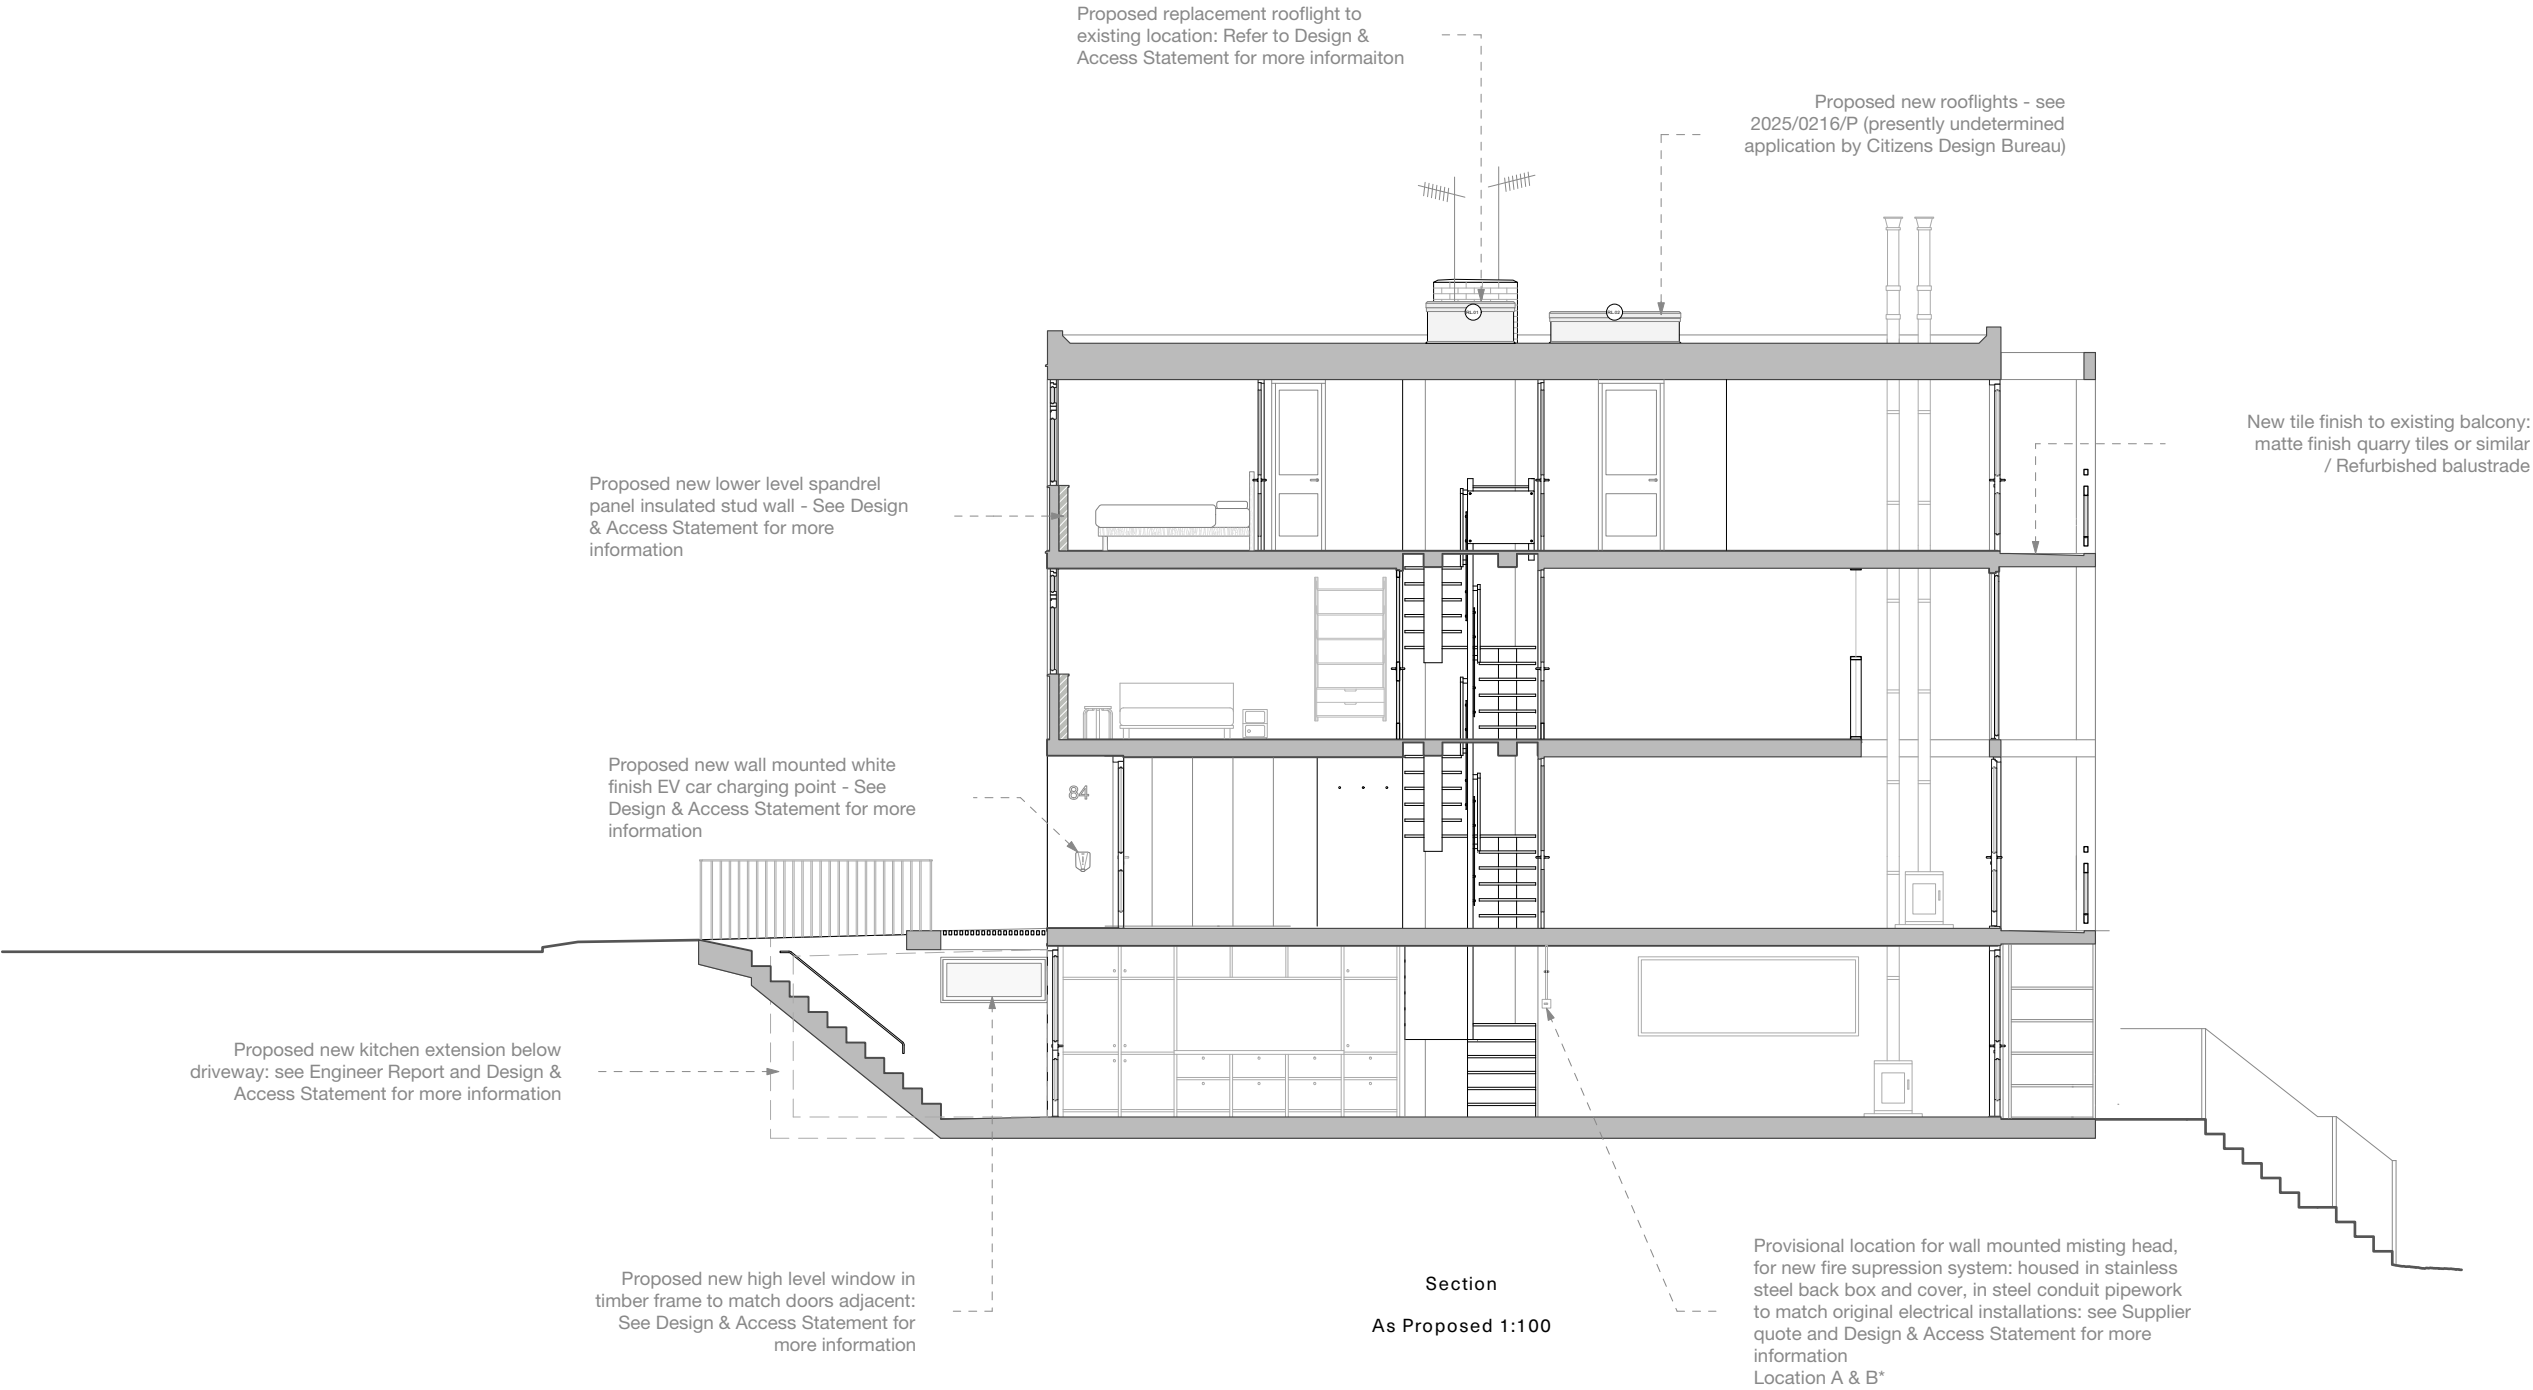 Proposed replacement rooflight to
existing location: Refer to Design &
Access Statement for more informaiton
Proposed new rooflights - see
2025/0216/P (presently undetermined
application by Citizens Design Bureau)
RL.01
RL.02
New tile finish to existing balcony:
matte finish quarry tiles or similar
/ Refurbished balustrade
Proposed new lower level spandrel
panel insulated stud wall - See Design
& Access Statement for more
information
Proposed new wall mounted white
finish EV car charging point - See
Design & Access Statement for more
information
84
Proposed new kitchen extension below
driveway: see Engineer Report and Design &
Access Statement for more information
Proposed new high level window in
timber frame to match doors adjacent:
See Design & Access Statement for
more information
Section
As Proposed 1:100
Provisional location for wall mounted misting head,
for new fire supression system: housed in stainless
steel back box and cover, in steel conduit pipework
to match original electrical installations: see Supplier
quote and Design & Access Statement for more
information
Location A & B*